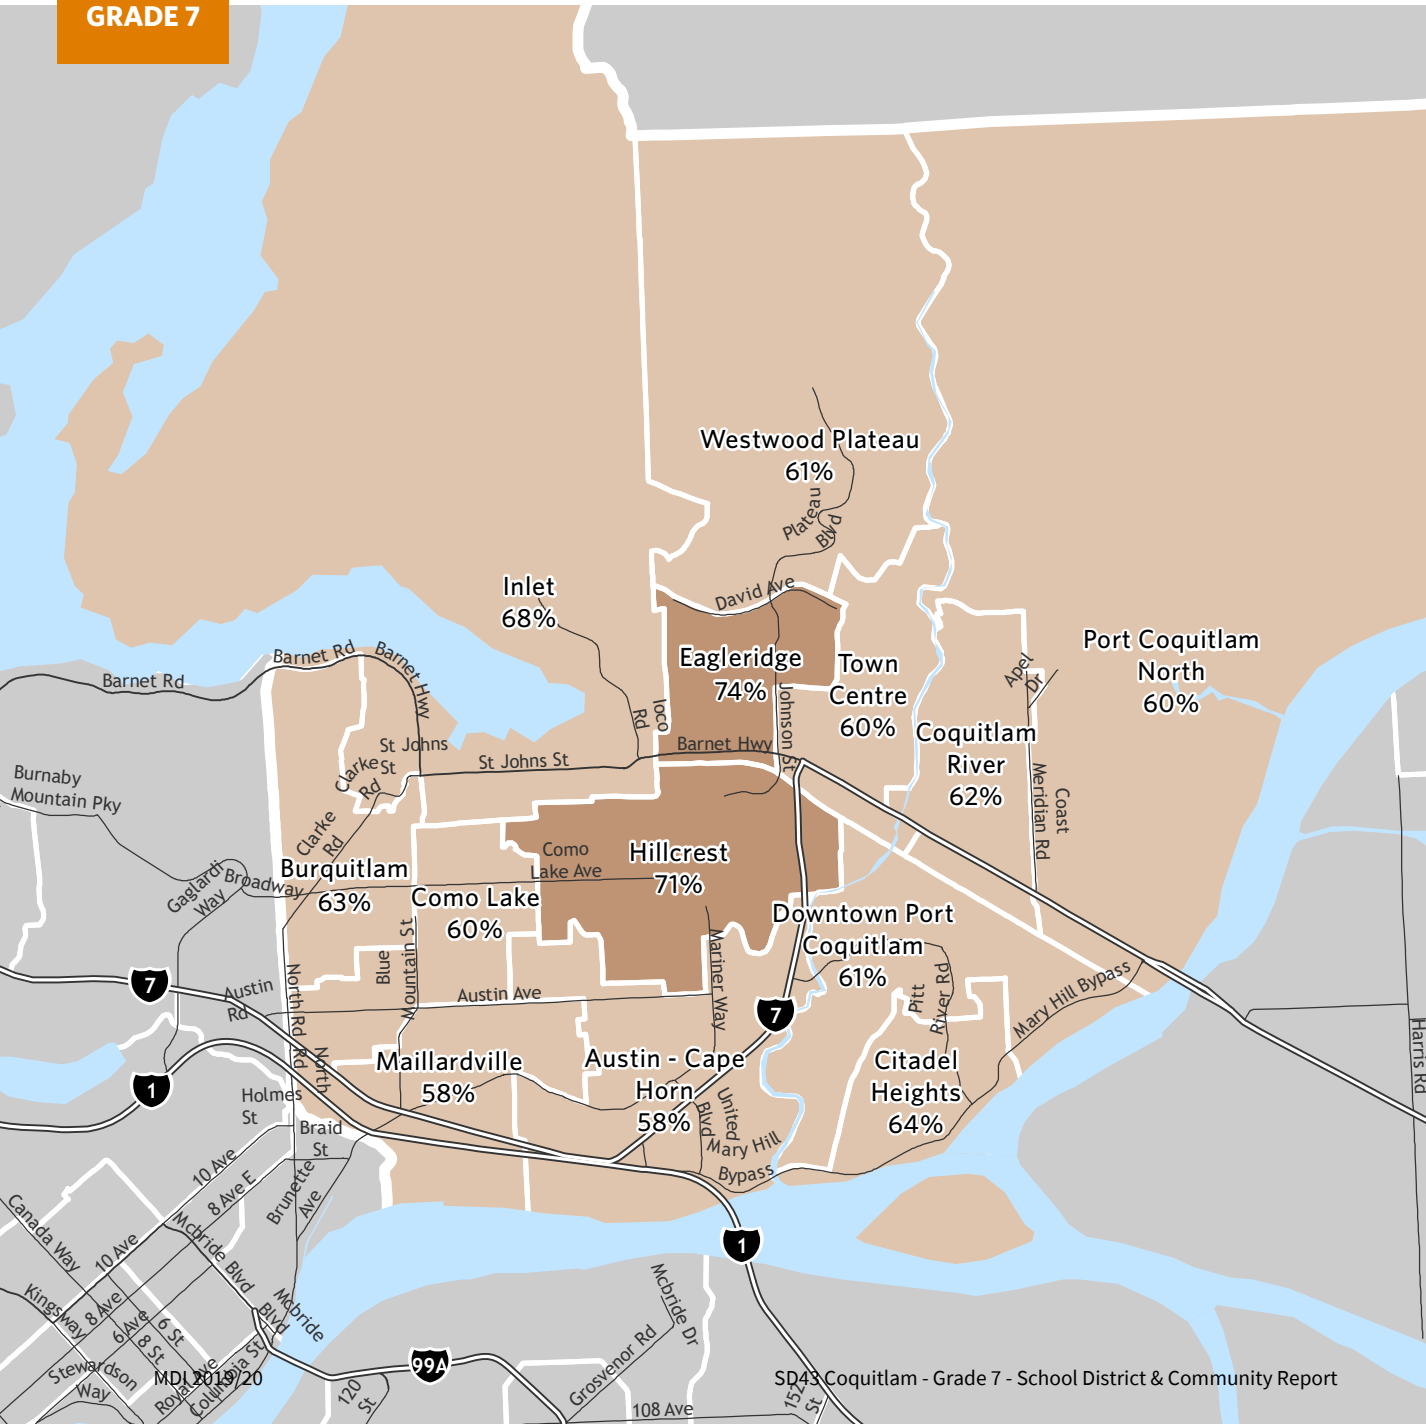 GRADE 7
Westwood Plateau
61%
Plateau
Blvd
Inlet
68%
David Ave
Eagleridge
74%
Town
Centre
60%
Port Coquitlam
North
60%
Apel
Dr
Coquitlam
River
62%
Coast
Meridian Rd
Barnet Rd
Barnet Rd
Barnet Hwy
Ioco
Rd
Johnson St
Barnet Hwy
St Johns
St
St Johns St
Clarke
Rd
Clarke
Rd
Burnaby
Mountain Pky
Gaglardi
Way
Broadway
Burquitlam
63%
Como Lake
60%
Como
Lake Ave
Hillcrest
71%
Downtown Port
Coquitlam
61%
Blue
Mountain St
Mariner Way
Pitt
River Rd
Mary Hill Bypass
7
Austin
Rd
North Rd
Austin Ave
7
Harris Rd
1
North
Rd
Maillardville
58%
Austin - Cape
Horn
58%
Citadel
Heights
64%
United
Blvd
Mary Hill
Bypass
Holmes
St
Braid
St
10 Ave
8 Ave E
Brunette
Ave
Canada Way
Mcbride Blvd
10 Ave
1
Kingsway
8 Ave
6 Ave
6 St
8 St
Mcbride
Blvd
Mcbride Dr
Stewardson
Way
Royal Ave
Columbia St
99A
120
St
Grosvenor Rd
108 Ave
152
St
MDI 2019/20
SD43 Coquitlam - Grade 7 - School District & Community Report